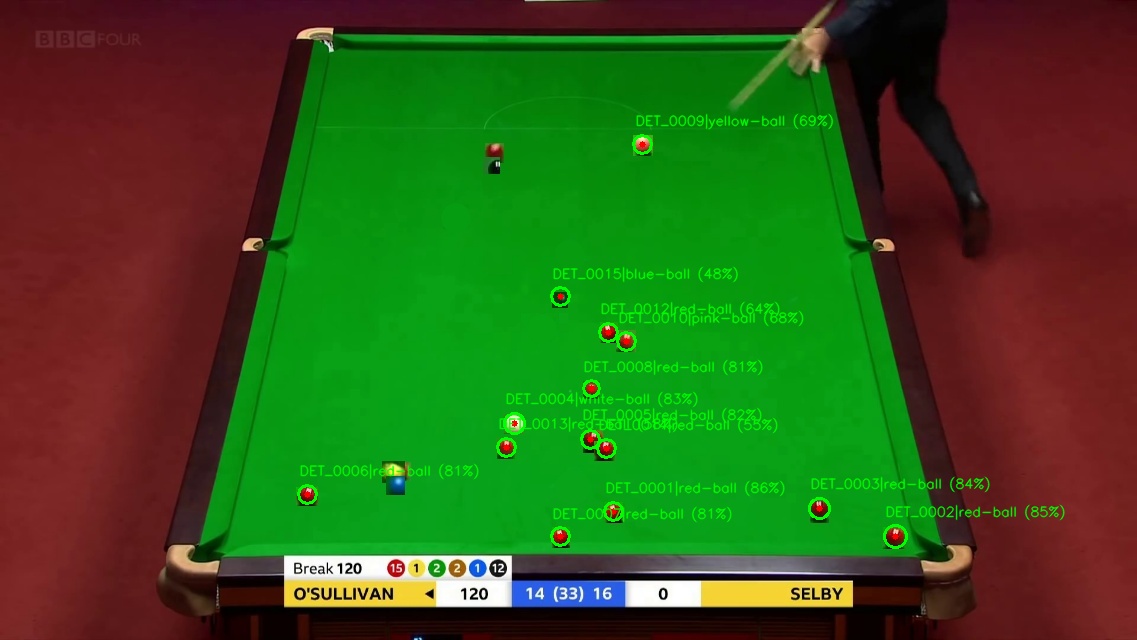 BBC FOUR
DET_0009|yellow-ball (69%)
DET_0015|blue-ball (48%)
DET_0012|red-ball (64%)
DET_0010|pink-ball (68%)
DET_0008|red-ball (81%)
DET_0004|white-ball (83%)
DET_0005|red-ball (82%)
red-ball (55%)
DET_0006|red-ball (81%)
DET_0003|red-ball (84%)
DET_0001|red-ball (86%)
DET_0002|red-ball (85%)
red-ball (81%)
Break 120 15 1 2 2 1 12
O'SULLIVAN 120 14 (33) 16 0 SELBY